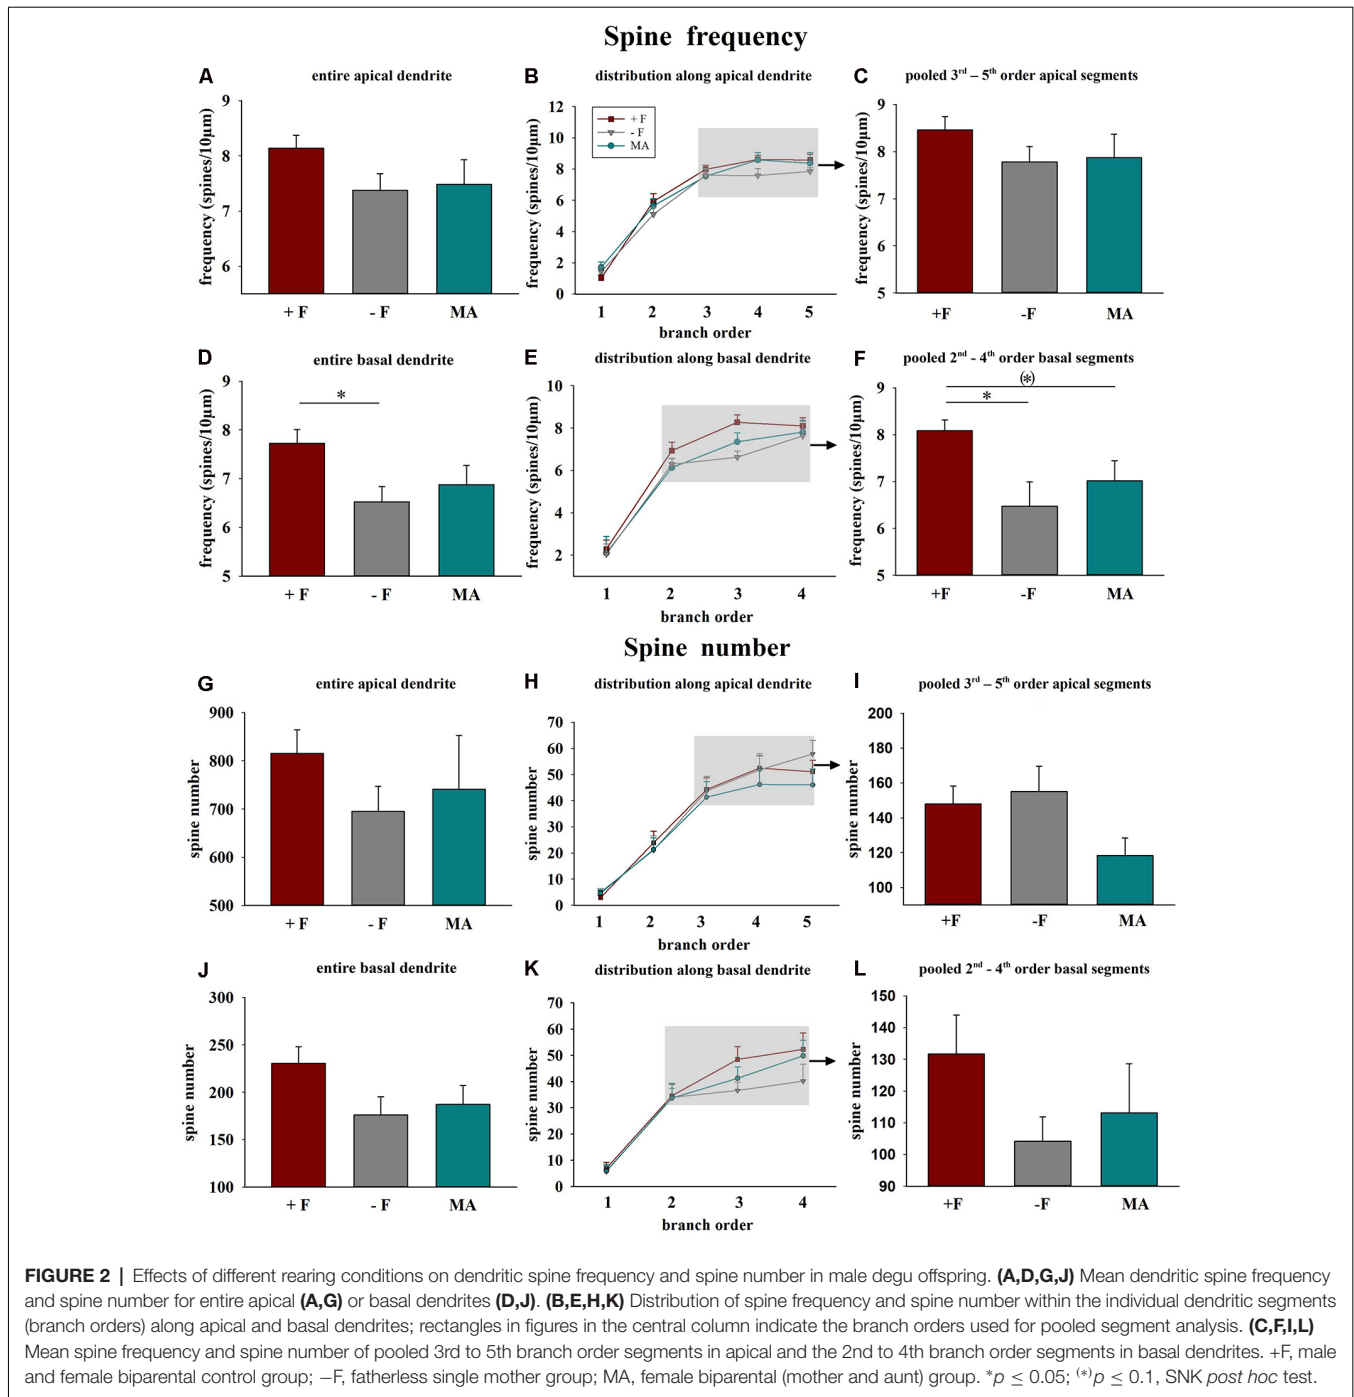 Spine frequency
A entire apical dendrite
frequency (spines/10μm)
9
8
7
6
+ F - F MA
B distribution along apical dendrite
frequency (spines/10μm)
12
10
8
6
4
2
0
+ F
- F
MA
1 2 3 4 5
branch order
C pooled 3rd – 5th order apical segments
frequency (spines/10μm)
9
8
7
6
5
+F -F MA
D entire basal dendrite
frequency (spines/10μm)
9
8
7
6
5
*
+ F - F MA
E distribution along basal dendrite
frequency (spines/10μm)
10
8
6
4
2
1 2 3 4
branch order
F pooled 2nd - 4th order basal segments
frequency (spines/10μm)
(*)
*
9
8
7
6
5
+F -F MA
Spine number
G entire apical dendrite
spine number
900
800
700
600
500
+ F - F MA
H distribution along apical dendrite
spine number
70
60
50
40
30
20
10
0
1 2 3 4 5
branch order
I pooled 3rd – 5th order apical segments
spine number
200
180
160
140
120
100
+F -F MA
J entire basal dendrite
spine number
300
250
200
150
100
+ F - F MA
K distribution along basal dendrite
spine number
70
60
50
40
30
20
10
0
1 2 3 4
branch order
L pooled 2nd - 4th order basal segments
spine number
150
140
130
120
110
100
90
+F -F MA
FIGURE 2 | Effects of different rearing conditions on dendritic spine frequency and spine number in male degu offspring. (A,D,G,J) Mean dendritic spine frequency
and spine number for entire apical (A,G) or basal dendrites (D,J). (B,E,H,K) Distribution of spine frequency and spine number within the individual dendritic segments
(branch orders) along apical and basal dendrites; rectangles in figures in the central column indicate the branch orders used for pooled segment analysis. (C,F,I,L)
Mean spine frequency and spine number of pooled 3rd to 5th branch order segments in apical and the 2nd to 4th branch order segments in basal dendrites. +F, male
and female biparental control group; −F, fatherless single mother group; MA, female biparental (mother and aunt) group. *p ≤ 0.05; (*)p ≤ 0.1, SNK post hoc test.